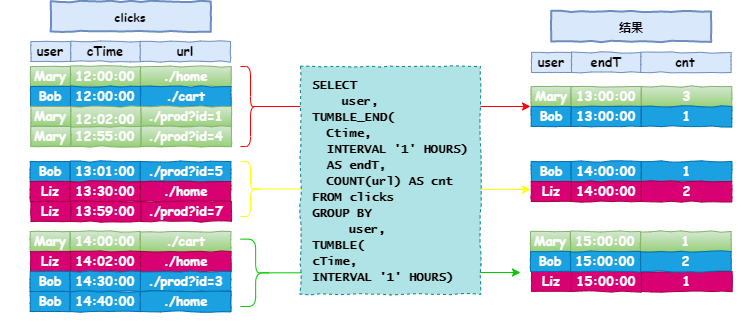 clicks
user cTime url
Mary 12:00:00 ./home
Bob 12:00:00 ./cart
Mary 12:02:00 ./prod?id=1
Mary 12:55:00 ./prod?id=4
Bob 13:01:00 ./prod?id=5
Liz 13:30:00 ./home
Liz 13:59:00 ./prod?id=7
Mary 14:00:00 ./cart
Liz 14:02:00 ./home
Bob 14:30:00 ./prod?id=3
Bob 14:40:00 ./home
SELECT
user,
TUMBLE_END(
Ctime,
INTERVAL '1' HOURS)
AS endT,
COUNT(url) AS cnt
FROM clicks
GROUP BY
user,
TUMBLE(
cTime,
INTERVAL '1' HOURS)
结果
user endT cnt
Mary 13:00:00 3
Bob 13:00:00 1
Bob 14:00:00 1
Liz 14:00:00 2
Mary 15:00:00 1
Bob 15:00:00 2
Liz 15:00:00 1